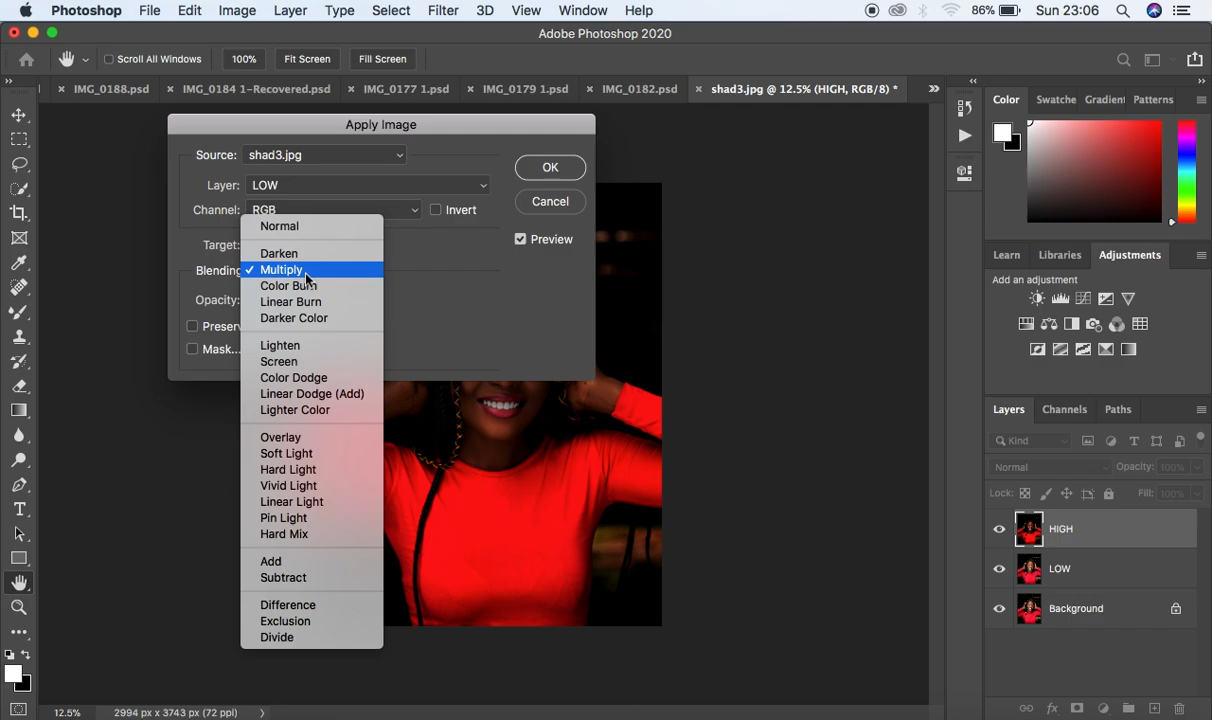 Photoshop File Edit Image Layer Type Select Filter 3D View Window Help 86% Sun 23:06
Adobe Photoshop 2020
Scroll All Windows 100% Fit Screen Fill Screen
× IMG_0188.psd × IMG_0184 1-Recovered.psd × IMG_0177 1.psd × IMG_0179 1.psd × IMG_0182.psd × shad3.jpg @ 12.5% (HIGH, RGB/8) *
Apply Image
Source: shad3.jpg
Layer: LOW
Channel: RGB Invert
Target:
Blending
Opacity:
Preserv
Mask...
OK
Cancel
Preview
Normal
Darken
Multiply
Color Burn
Linear Burn
Darker Color
Lighten
Screen
Color Dodge
Linear Dodge (Add)
Lighter Color
Overlay
Soft Light
Hard Light
Vivid Light
Linear Light
Pin Light
Hard Mix
Add
Subtract
Difference
Exclusion
Divide
Color Swatche Gradient Patterns
Learn Libraries Adjustments
Add an adjustment
Layers Channels Paths
Kind
Normal Opacity: 100%
Lock: Fill: 100%
HIGH
LOW
Background
12.5% 2994 px x 3743 px (72 ppi)